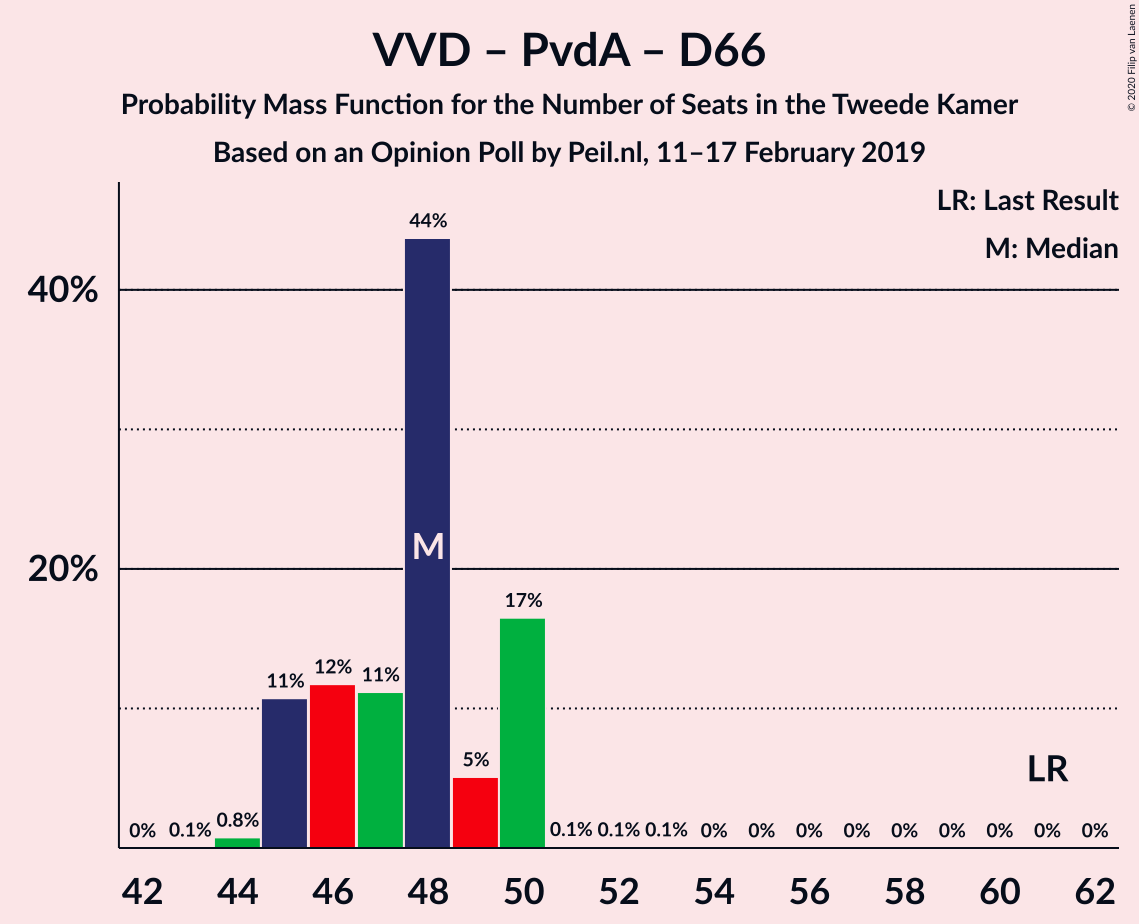 VVD – PvdA – D66
Probability Mass Function for the Number of Seats in the Tweede Kamer
Based on an Opinion Poll by Peil.nl, 11–17 February 2019
© 2020 Filip van Laenen
LR: Last Result
M: Median
40%
20%
0%
0.1%
0.8%
11%
12%
11%
44%
M
5%
17%
0.1%
0.1%
0.1%
0%
0%
0%
0%
0%
0%
0%
0%
0%
LR
42 44 46 48 50 52 54 56 58 60 62